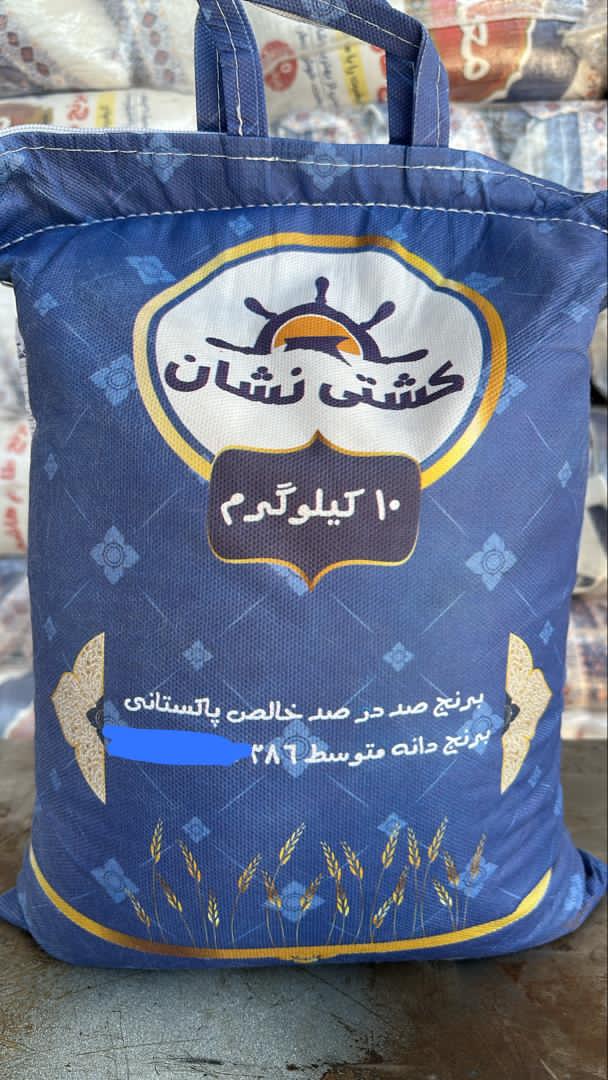 کشتی نشان
۱۰ کیلوگرم
برنج صد در صد خالص پاکستانی
برنج دانه متوسط ۳۸۶